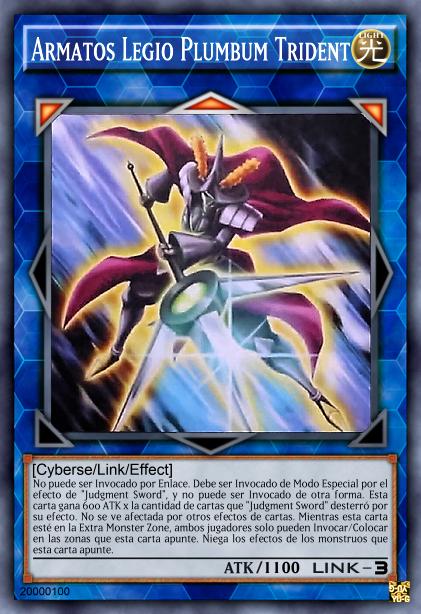 ARMATOS LEGIO PLUMBUM TRIDENT
LIGHT
光
[Cyberse/Link/Effect]
No puede ser Invocado por Enlace. Debe ser Invocado de Modo Especial por el
efecto de "Judgment Sword", y no puede ser Invocado de otra forma. Esta
carta gana 600 ATK x la cantidad de cartas que "Judgment Sword" desterró por
su efecto. No se ve afectada por otros efectos de cartas. Mientras esta carta
esté en la Extra Monster Zone, ambos jugadores solo pueden Invocar/Colocar
en las zonas que esta carta apunte. Niega los efectos de los monstruos que
esta carta apunte.
ATK/1100 LINK-3
20000100